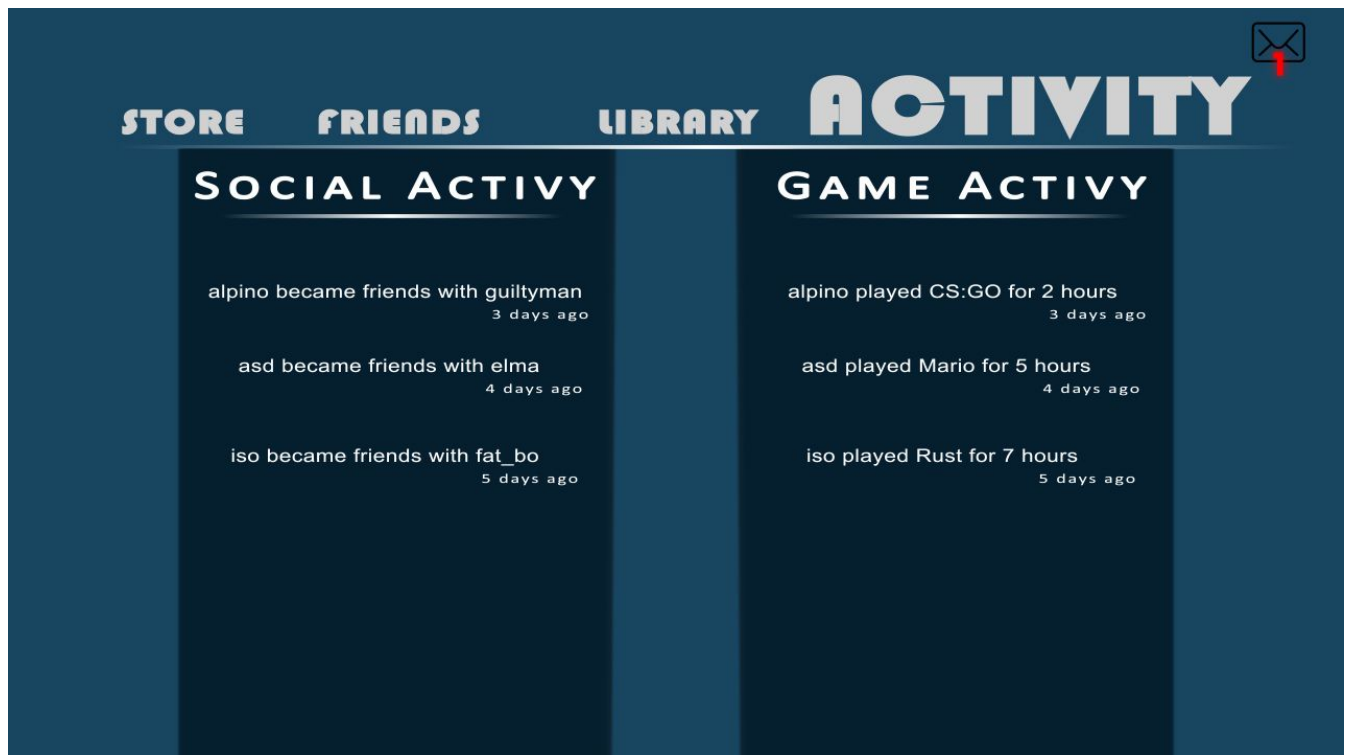 1
STORE FRIENDS LIBRARY ACTIVITY
SOCIAL ACTIVY
alpino became friends with guiltyman
3 days ago
asd became friends with elma
4 days ago
iso became friends with fat_bo
5 days ago
GAME ACTIVY
alpino played CS:GO for 2 hours
3 days ago
asd played Mario for 5 hours
4 days ago
iso played Rust for 7 hours
5 days ago